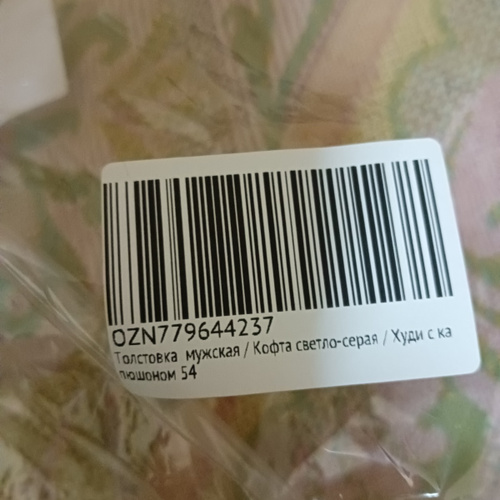 OZN779644237
Толстовка мужская / Кофта светло-серая / Худи с ка
пюшоном 54